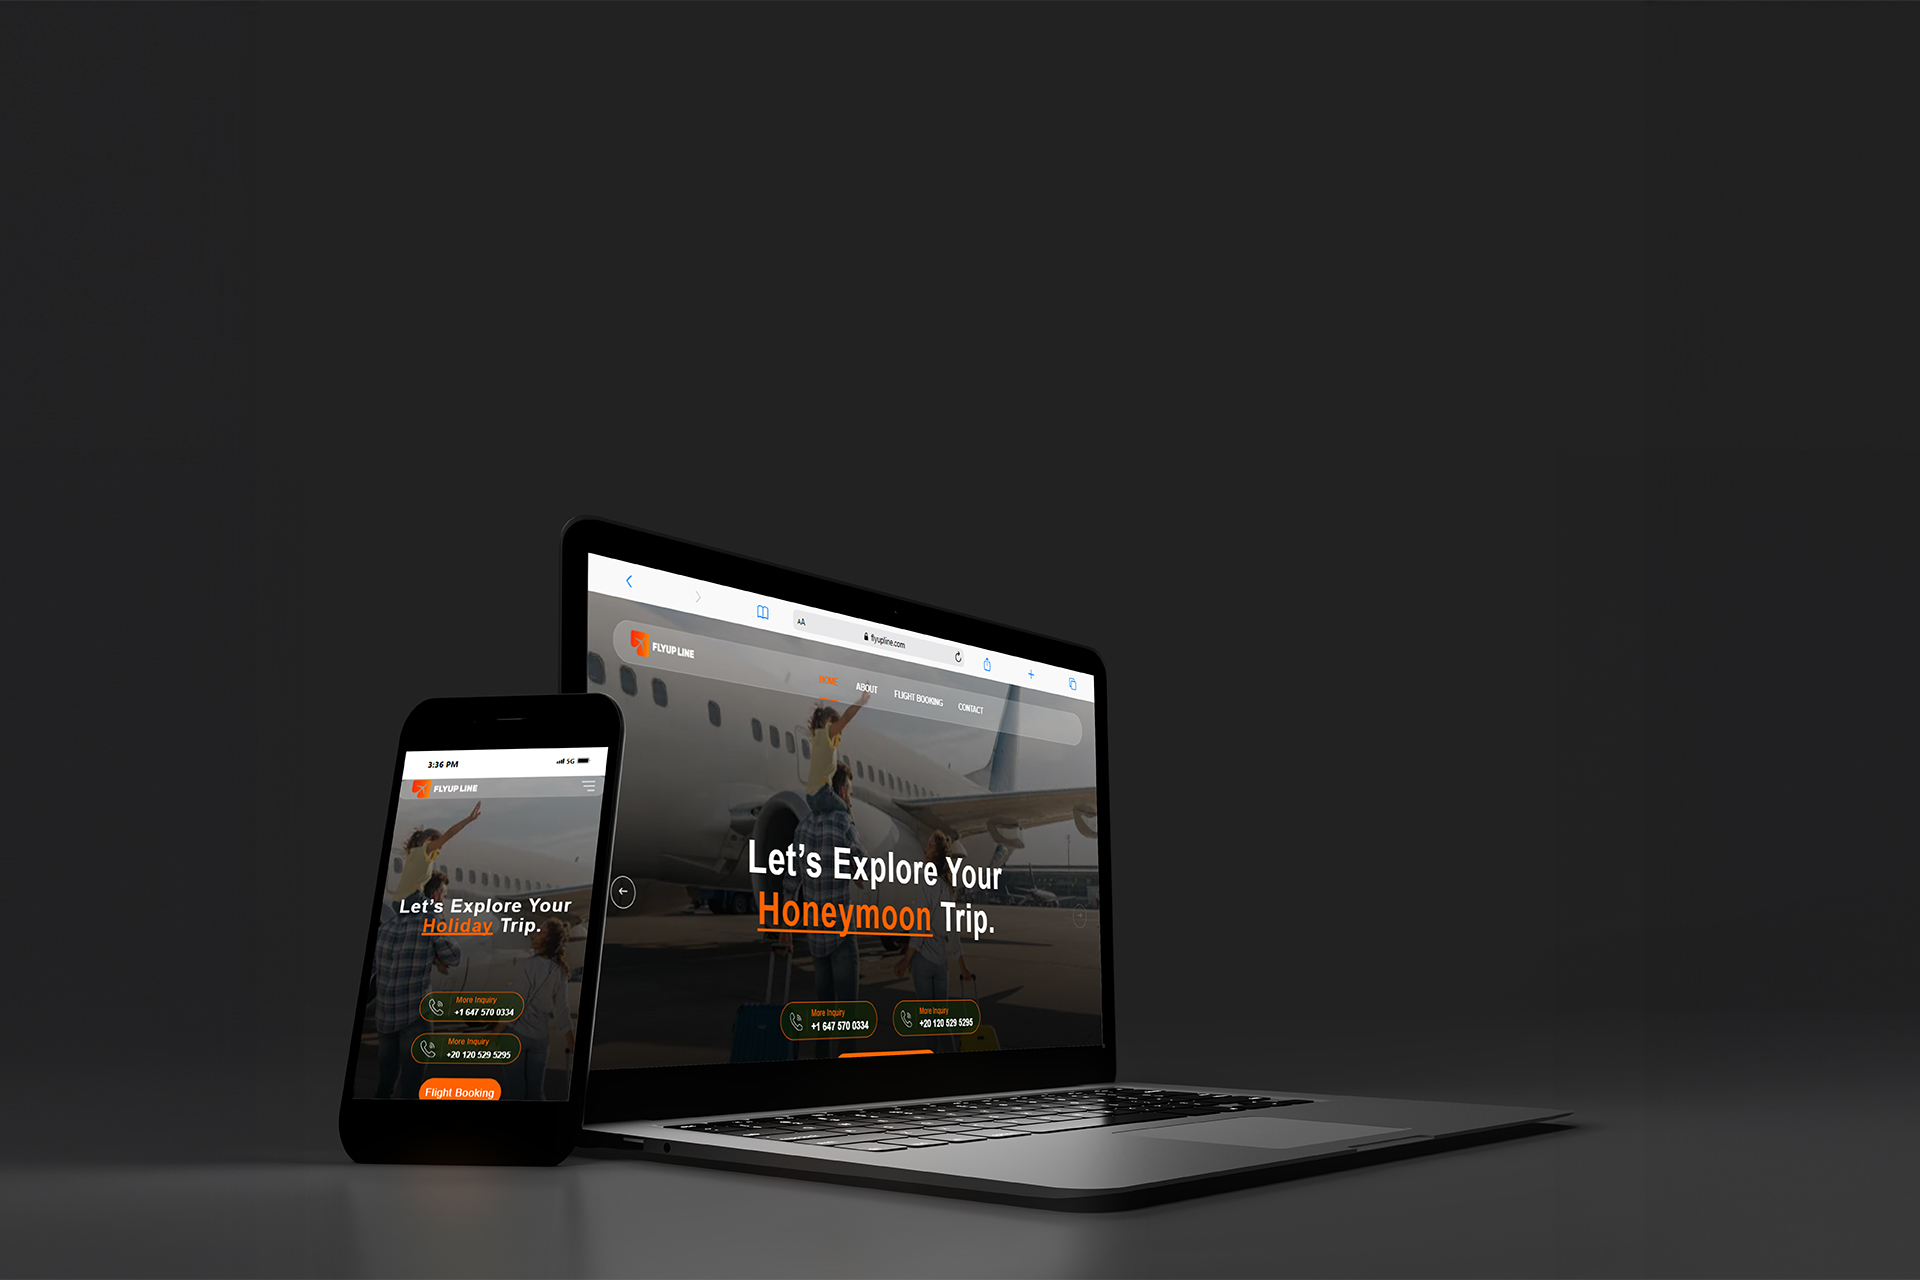 3:36 PM
5G
FLYUP LINE
Let's Explore Your
Holiday Trip.
More Inquiry
+1 647 570 0334
More Inquiry
+20 120 529 5295
Flight Booking
AA
flyupline.com
FLYUP LINE
HOME
ABOUT
FLIGHT BOOKING
CONTACT
Let's Explore Your
Honeymoon Trip.
More Inquiry
+1 647 570 0334
More Inquiry
+20 120 529 5295